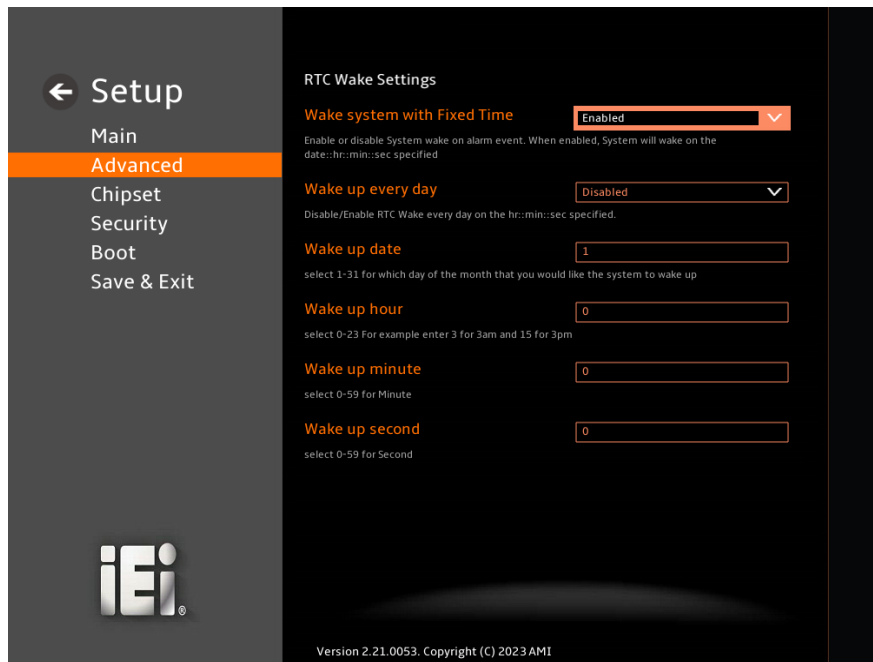 Setup
Main
Advanced
Chipset
Security
Boot
Save & Exit
iEi®
RTC Wake Settings
Wake system with Fixed Time
Enabled
Enable or disable System wake on alarm event. When enabled, System will wake on the
date::hr::min::sec specified
Wake up every day
Disabled
Disable/Enable RTC Wake every day on the hr::min::sec specified.
Wake up date
1
select 1-31 for which day of the month that you would like the system to wake up
Wake up hour
0
select 0-23 For example enter 3 for 3am and 15 for 3pm
Wake up minute
0
select 0-59 for Minute
Wake up second
0
select 0-59 for Second
Version 2.21.0053. Copyright (C) 2023 AMI